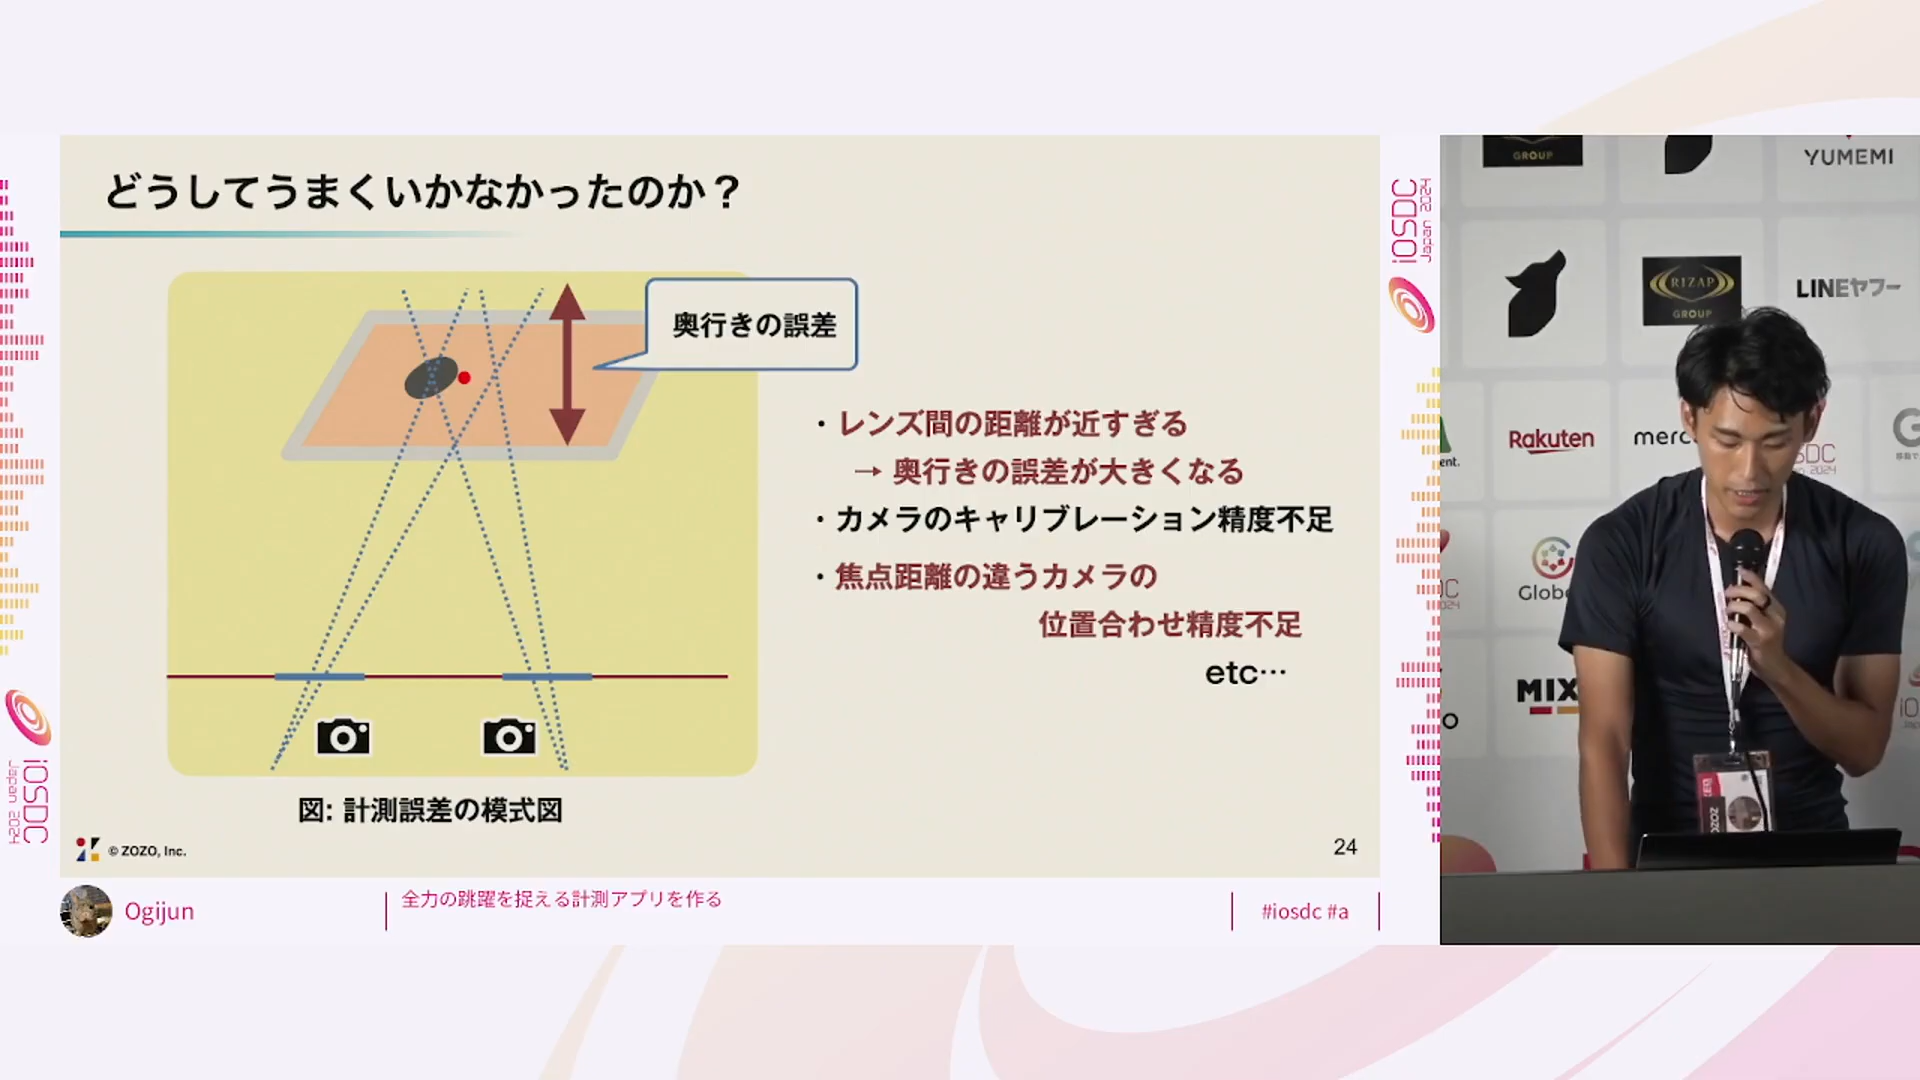 どうしてうまくいかなかったのか？
奥行きの誤差
・レンズ間の距離が近すぎる
→ 奥行きの誤差が大きくなる
・カメラのキャリブレーション精度不足
・焦点距離の違うカメラの
位置合わせ精度不足
etc…
図: 計測誤差の模式図
© ZOZO, Inc.
24
Ogijun
全力の跳躍を捉える計測アプリを作る
#iosdc #a
iOSDC
Japan 2024
iOSDC
Japan 2024
GROUP
YUMEMI
RIZAP
GROUP
LINEヤフー
Rakuten
merc
Globe
MIX
ZOZO